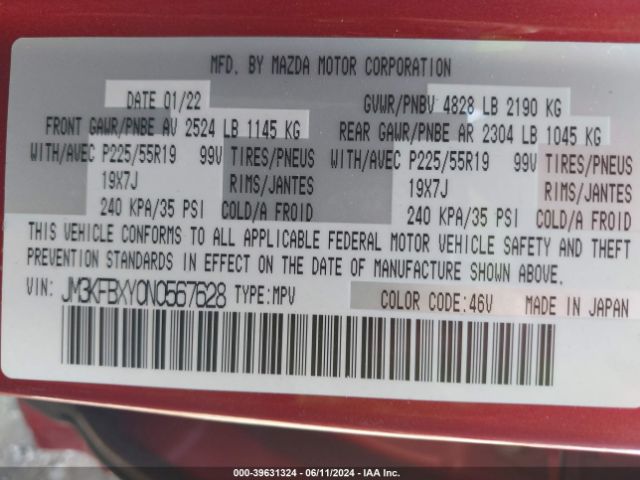 MFD. BY MAZDA MOTOR CORPORATION
DATE 01/22 GVWR/PNBV 4828 LB 2190 KG
FRONT GAWR/PNBE AV 2524 LB 1145 KG REAR GAWR/PNBE AR 2304 LB 1045 KG
WITH/AVEC P225/55R19 99V TIRES/PNEUS WITH/AVEC P225/55R19 99V TIRES/PNEUS
19X7J RIMS/JANTES 19X7J RIMS/JANTES
240 KPA/35 PSI COLD/A FROID 240 KPA/35 PSI COLD/A FROID
THIS VEHICLE CONFORMS TO ALL APPLICABLE FEDERAL MOTOR VEHICLE SAFETY AND THEFT
PREVENTION STANDARDS IN EFFECT ON THE DATE OF MANUFACTURE SHOWN ABOVE.
VIN: JM3KFBXY0N0567628 TYPE:MPV COLOR CODE:46V MADE IN JAPAN
000-39631324 - 06/11/2024 - IAA Inc.